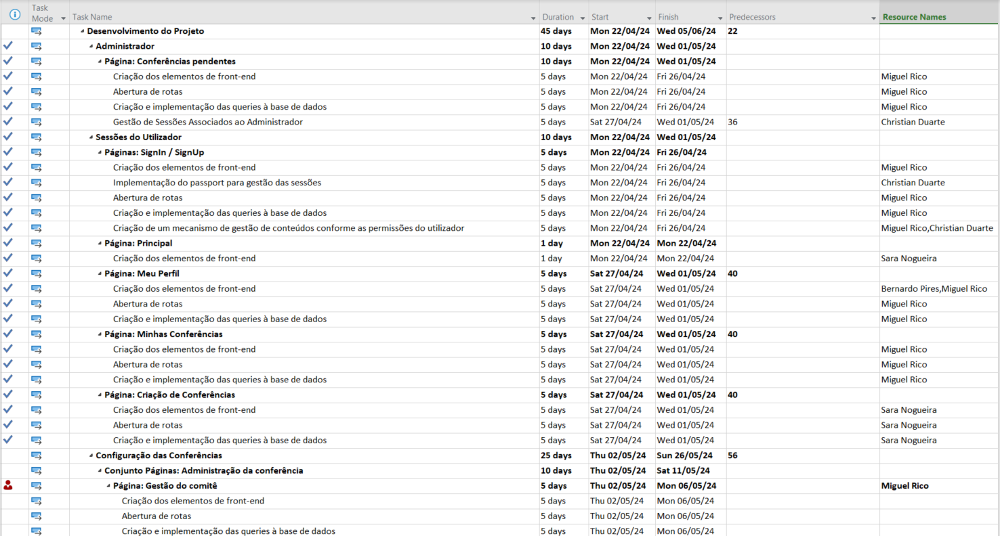 Task Mode Task Name Duration Start Finish Predecessors Resource Names
Desenvolvimento do Projeto 45 days Mon 22/04/24 Wed 05/06/24 22
Administrador 10 days Mon 22/04/24 Wed 01/05/24
Página: Conferências pendentes 10 days Mon 22/04/24 Wed 01/05/24
Criação dos elementos de front-end 5 days Mon 22/04/24 Fri 26/04/24 Miguel Rico
Abertura de rotas 5 days Mon 22/04/24 Fri 26/04/24 Miguel Rico
Criação e implementação das queries à base de dados 5 days Mon 22/04/24 Fri 26/04/24 Miguel Rico
Gestão de Sessões Associados ao Administrador 5 days Sat 27/04/24 Wed 01/05/24 36 Christian Duarte
Sessões do Utilizador 10 days Mon 22/04/24 Wed 01/05/24
Páginas: SignIn / SignUp 5 days Mon 22/04/24 Fri 26/04/24
Criação dos elementos de front-end 5 days Mon 22/04/24 Fri 26/04/24 Miguel Rico
Implementação do passport para gestão das sessões 5 days Mon 22/04/24 Fri 26/04/24 Christian Duarte
Abertura de rotas 5 days Mon 22/04/24 Fri 26/04/24 Miguel Rico
Criação e implementação das queries à base de dados 5 days Mon 22/04/24 Fri 26/04/24 Miguel Rico
Criação de um mecanismo de gestão de conteúdos conforme as permissões do utilizador 5 days Mon 22/04/24 Fri 26/04/24 Miguel Rico,Christian Duarte
Página: Principal 1 day Mon 22/04/24 Mon 22/04/24
Criação dos elementos de front-end 1 day Mon 22/04/24 Mon 22/04/24 Sara Nogueira
Página: Meu Perfil 5 days Sat 27/04/24 Wed 01/05/24 40
Criação dos elementos de front-end 5 days Sat 27/04/24 Wed 01/05/24 Bernardo Pires,Miguel Rico
Abertura de rotas 5 days Sat 27/04/24 Wed 01/05/24 Miguel Rico
Criação e implementação das queries à base de dados 5 days Sat 27/04/24 Wed 01/05/24 Miguel Rico
Página: Minhas Conferências 5 days Sat 27/04/24 Wed 01/05/24 40
Criação dos elementos de front-end 5 days Sat 27/04/24 Wed 01/05/24 Miguel Rico
Abertura de rotas 5 days Sat 27/04/24 Wed 01/05/24 Miguel Rico
Criação e implementação das queries à base de dados 5 days Sat 27/04/24 Wed 01/05/24 Miguel Rico
Página: Criação de Conferências 5 days Sat 27/04/24 Wed 01/05/24 40
Criação dos elementos de front-end 5 days Sat 27/04/24 Wed 01/05/24 Sara Nogueira
Abertura de rotas 5 days Sat 27/04/24 Wed 01/05/24 Sara Nogueira
Criação e implementação das queries à base de dados 5 days Sat 27/04/24 Wed 01/05/24 Sara Nogueira
Configuração das Conferências 25 days Thu 02/05/24 Sun 26/05/24 56
Conjunto Páginas: Administração da conferência 10 days Thu 02/05/24 Sat 11/05/24
Página: Gestão do comitê 5 days Thu 02/05/24 Mon 06/05/24 Miguel Rico
Criação dos elementos de front-end 5 days Thu 02/05/24 Mon 06/05/24
Abertura de rotas 5 days Thu 02/05/24 Mon 06/05/24
Criação e implementação das queries à base de dados 5 days Thu 02/05/24 Mon 06/05/24